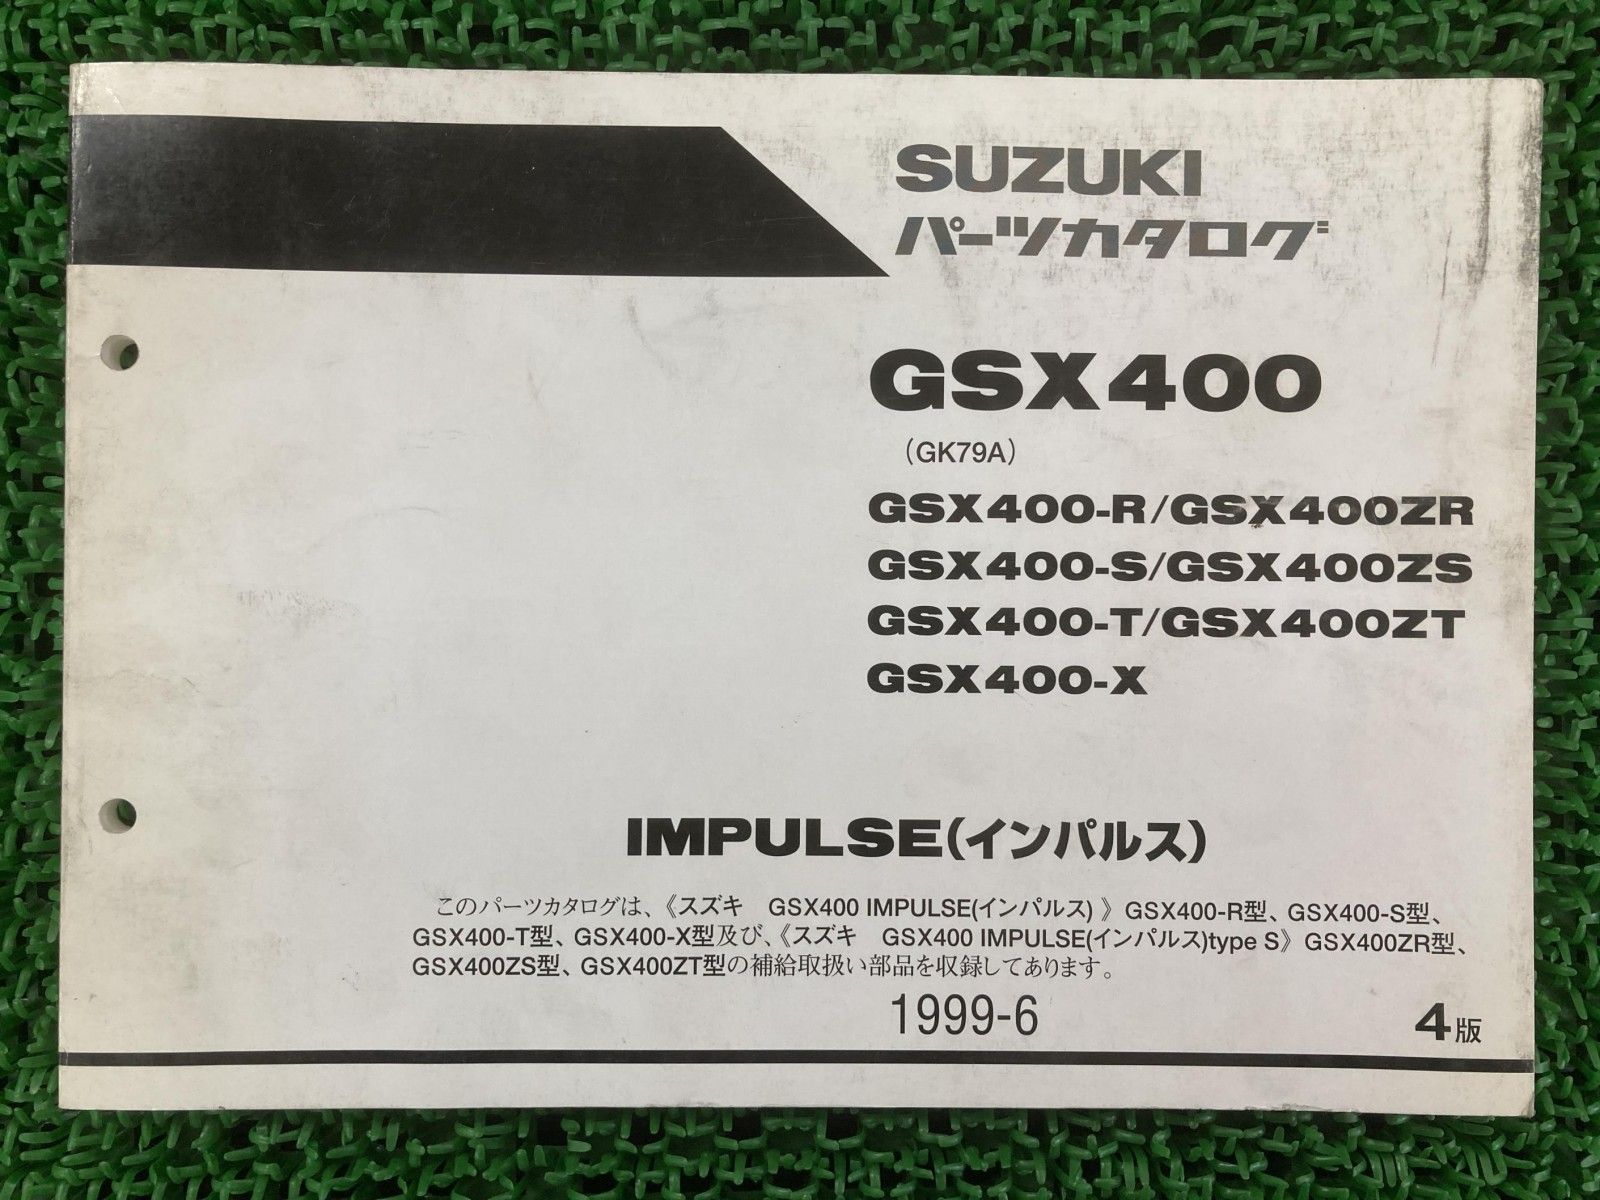 SUZUKI
パーツカタログ
GSX400
(GK79A)
GSX400-R/GSX400ZR
GSX400-S/GSX400ZS
GSX400-T/GSX400ZT
GSX400-X
IMPULSE(インパルス)
このパーツカタログは、《スズキ　GSX400 IMPULSE(インパルス) 》GSX400-R型、GSX400-S型、
GSX400-T型、GSX400-X型及び、《スズキ　GSX400 IMPULSE(インパルス)type S》GSX400ZR型、
GSX400ZS型、GSX400ZT型の補給取扱い部品を収録してあります。
1999-6
4版